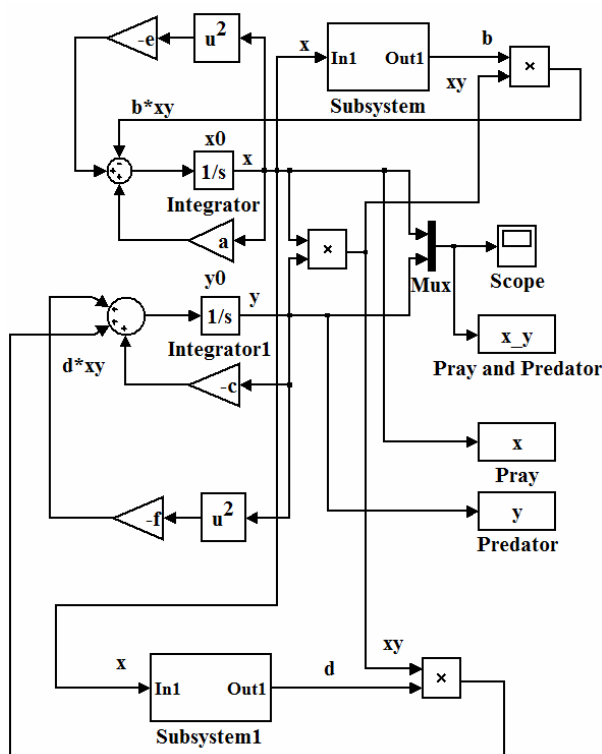 -e
u²
x
In1
Out1
Subsystem
b
xy
×
b*xy
x0
1/s
x
Integrator
a
×
y0
1/s
y
Integrator1
d*xy
-c
Mux
Scope
x_y
Pray and Predator
x
Pray
y
Predator
-f
u²
x
In1
Out1
Subsystem1
d
xy
×